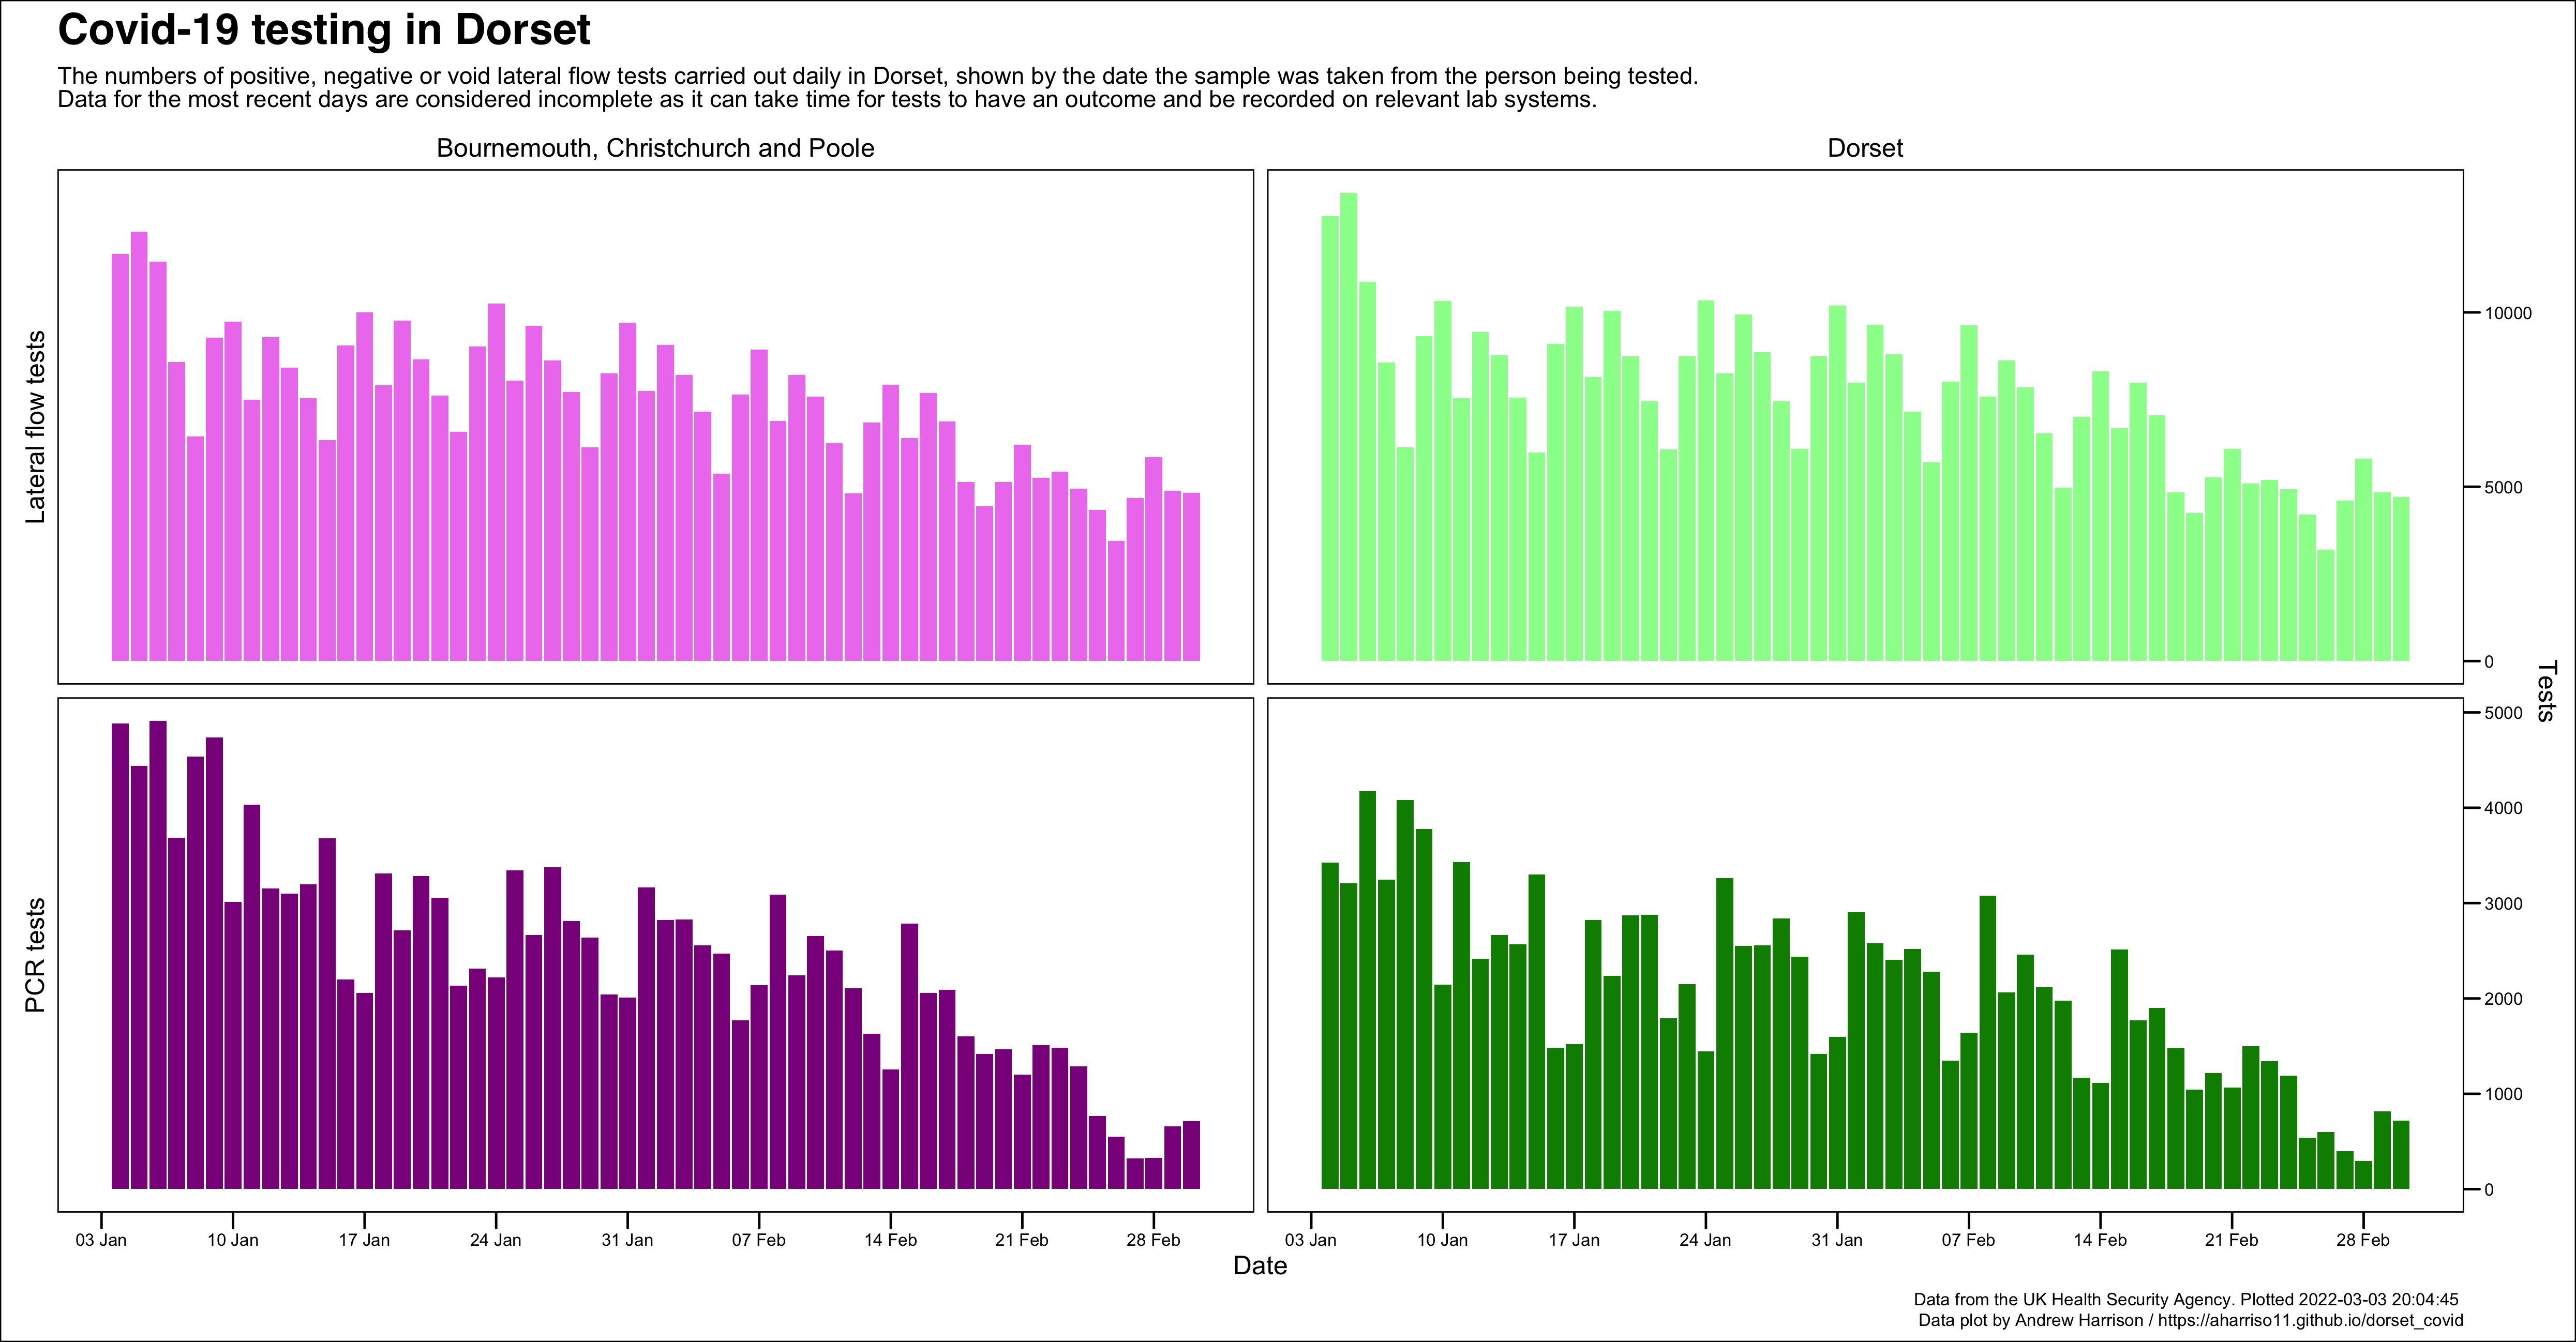 Covid-19 testing in Dorset
The numbers of positive, negative or void lateral flow tests carried out daily in Dorset, shown by the date the sample was taken from the person being tested.
Data for the most recent days are considered incomplete as it can take time for tests to have an outcome and be recorded on relevant lab systems.
Bournemouth, Christchurch and Poole
Dorset
Lateral flow tests
10000
5000
0
Tests
PCR tests
5000
4000
3000
2000
1000
0
03 Jan 10 Jan 17 Jan 24 Jan 31 Jan 07 Feb 14 Feb 21 Feb 28 Feb
03 Jan 10 Jan 17 Jan 24 Jan 31 Jan 07 Feb 14 Feb 21 Feb 28 Feb
Date
Data from the UK Health Security Agency. Plotted 2022-03-03 20:04:45
Data plot by Andrew Harrison / https://aharriso11.github.io/dorset_covid